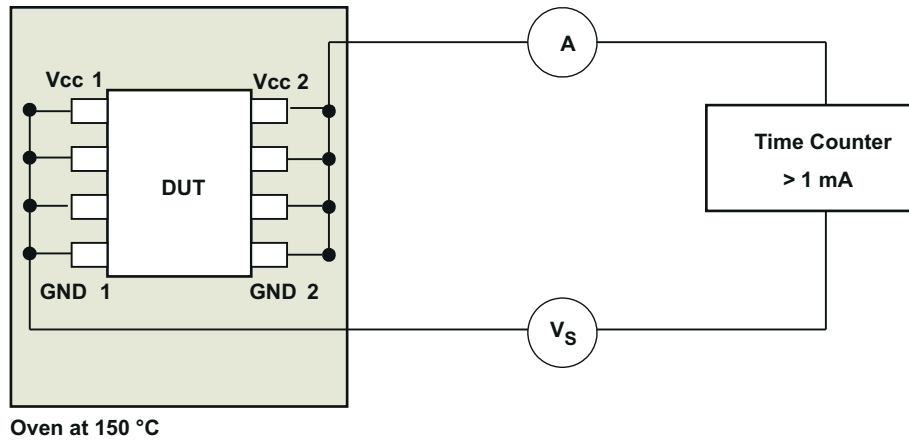 A
Vcc 1
Vcc 2
Time Counter
> 1 mA
DUT
GND 1
GND 2
VS
Oven at 150 °C